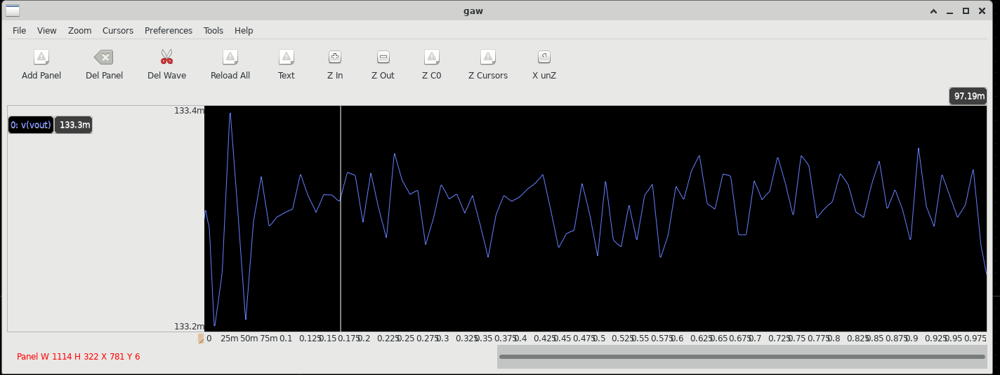 gaw
File View Zoom Cursors Preferences Tools Help
Add Panel Del Panel Del Wave Reload All Text Z In Z Out Z C0 Z Cursors X unZ
97.19m
133.4m
0: v(vout) 133.3m
133.2m
0 25m 50m 75m 0.1 0.125 0.15 0.175 0.2 0.225 0.25 0.275 0.3 0.325 0.35 0.375 0.4 0.425 0.45 0.475 0.5 0.525 0.55 0.575 0.6 0.625 0.65 0.675 0.7 0.725 0.75 0.775 0.8 0.825 0.85 0.875 0.9 0.925 0.95 0.975
Panel W 1114 H 322 X 781 Y 6